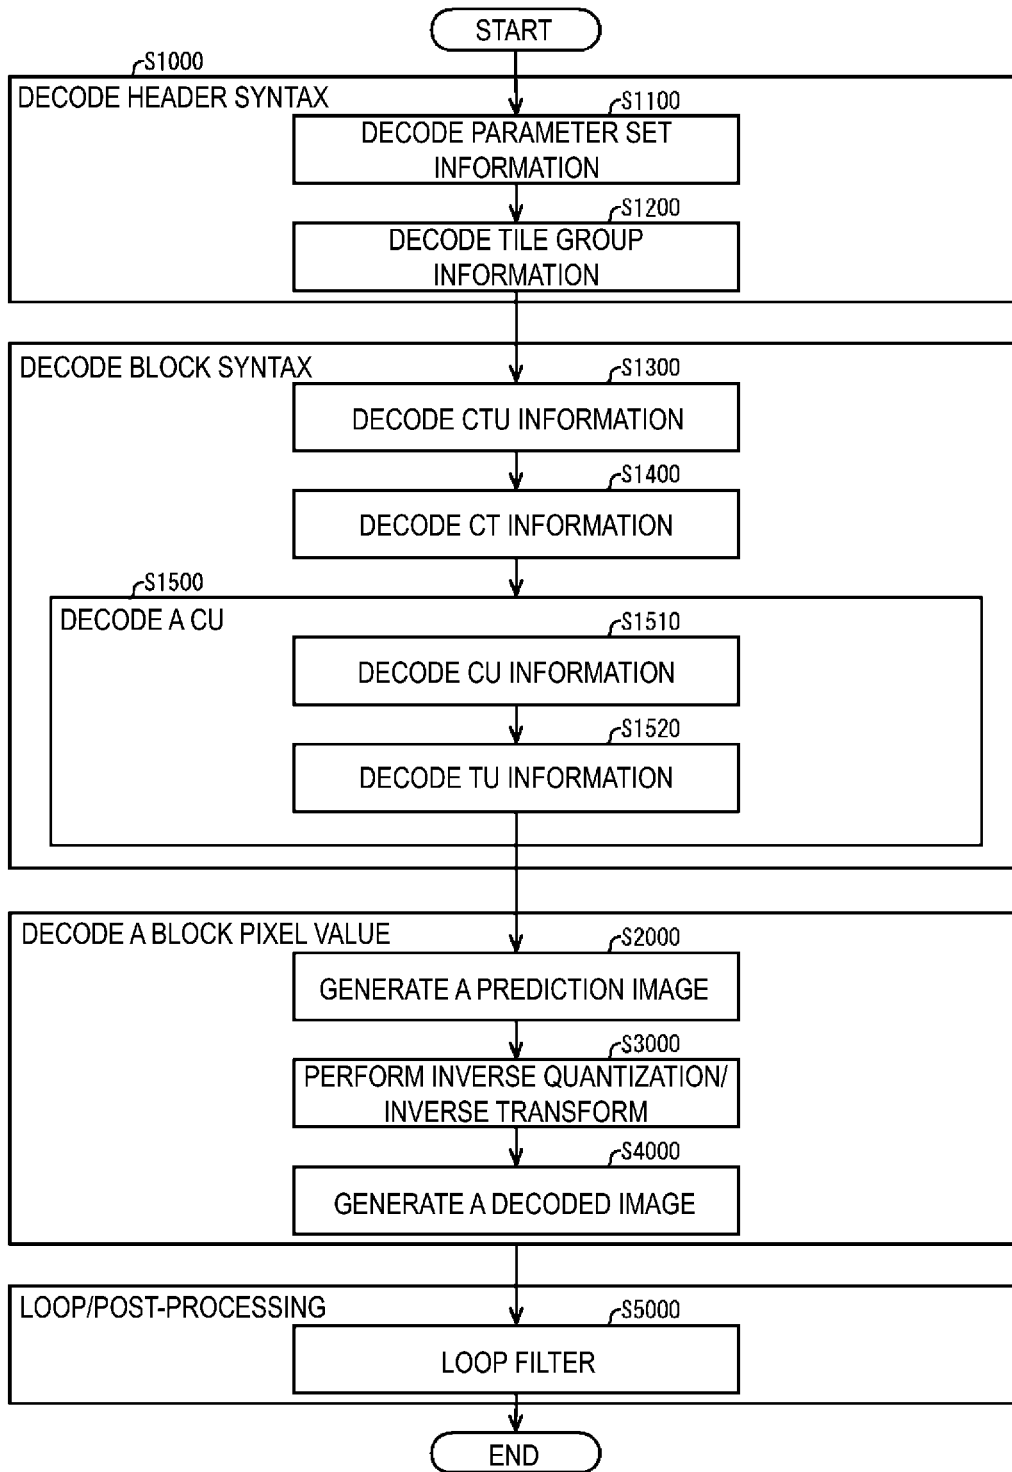 START
S1000
DECODE HEADER SYNTAX
S1100
DECODE PARAMETER SET
INFORMATION
S1200
DECODE TILE GROUP
INFORMATION
DECODE BLOCK SYNTAX
S1300
DECODE CTU INFORMATION
S1400
DECODE CT INFORMATION
S1500
DECODE A CU
S1510
DECODE CU INFORMATION
S1520
DECODE TU INFORMATION
DECODE A BLOCK PIXEL VALUE
S2000
GENERATE A PREDICTION IMAGE
S3000
PERFORM INVERSE QUANTIZATION/
INVERSE TRANSFORM
S4000
GENERATE A DECODED IMAGE
LOOP/POST-PROCESSING
S5000
LOOP FILTER
END